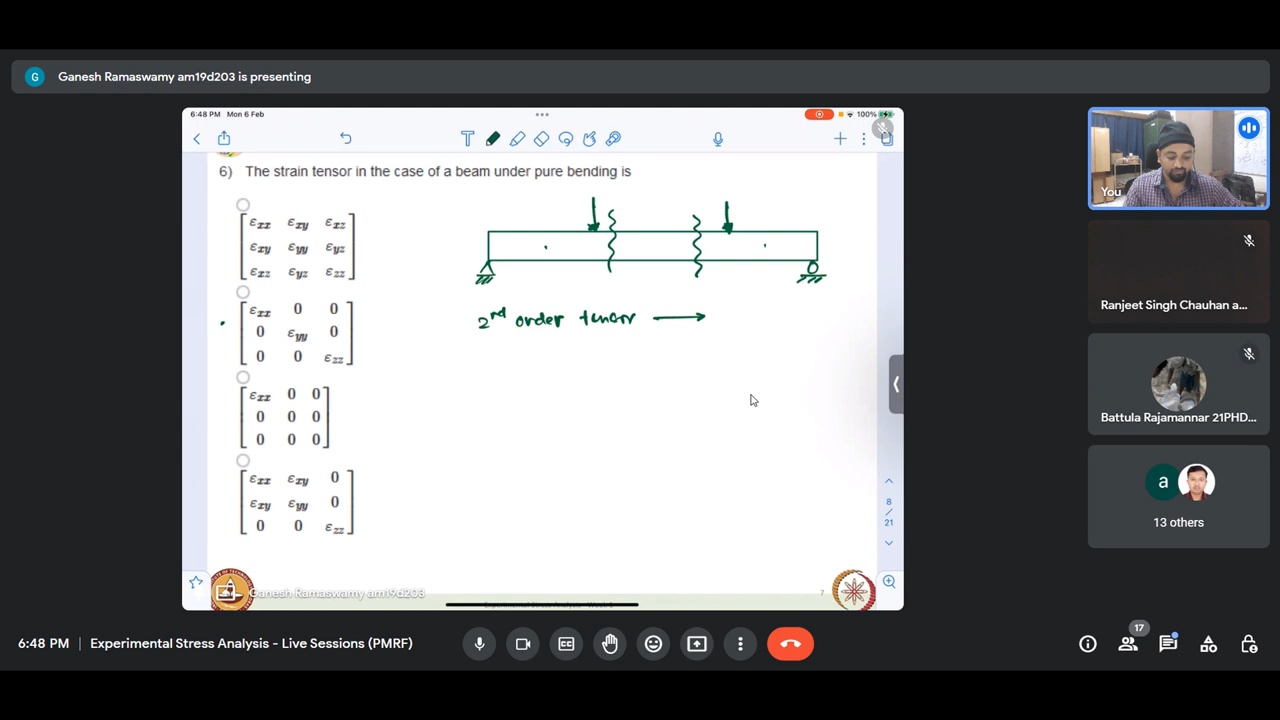 Ganesh Ramaswamy am19d203 is presenting
6:48 PM Mon 6 Feb
100%
6) The strain tensor in the case of a beam under pure bending is
εxx εxy εxz
εxy εyy εyz
εxz εyz εzz
εxx 0 0
0 εyy 0
0 0 εzz
εxx 0 0
0 0 0
0 0 0
εxx εxy 0
εxy εyy 0
0 0 εzz
2rd order tensor →
8
/
21
Ganesh Ramaswamy am19d203
7
You
Ranjeet Singh Chauhan a...
Battula Rajamannar 21PHD...
a
13 others
6:48 PM | Experimental Stress Analysis - Live Sessions (PMRF)
17